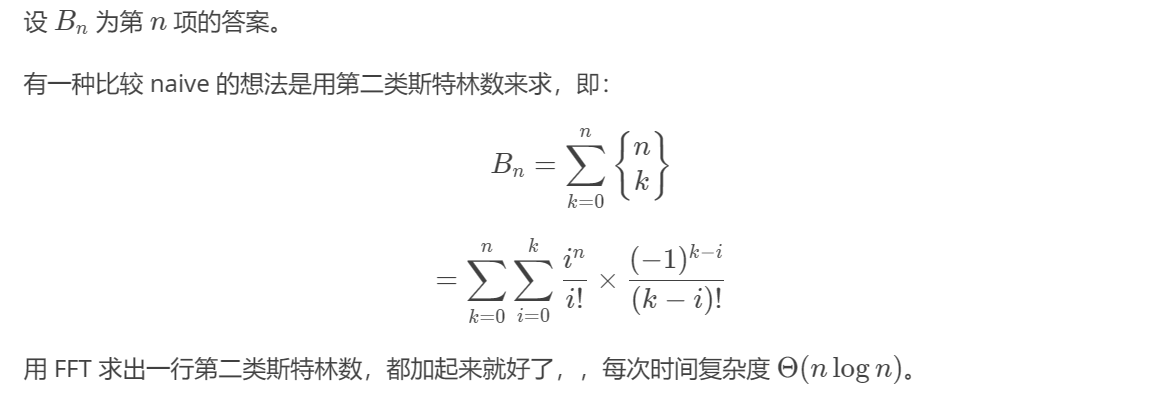 设 $B_n$ 为第 $n$ 项的答案。
有一种比较 naive 的想法是用第二类斯特林数来求，即：
$B_n = \sum_{k=0}^{n} \begin{Bmatrix} n \\ k \end{Bmatrix}$
$= \sum_{k=0}^{n} \sum_{i=0}^{k} \frac{i^n}{i!} \times \frac{(-1)^{k-i}}{(k-i)!}$
用 FFT 求出一行第二类斯特林数，都加起来就好了，，每次时间复杂度 $\Theta(n \log n)$。